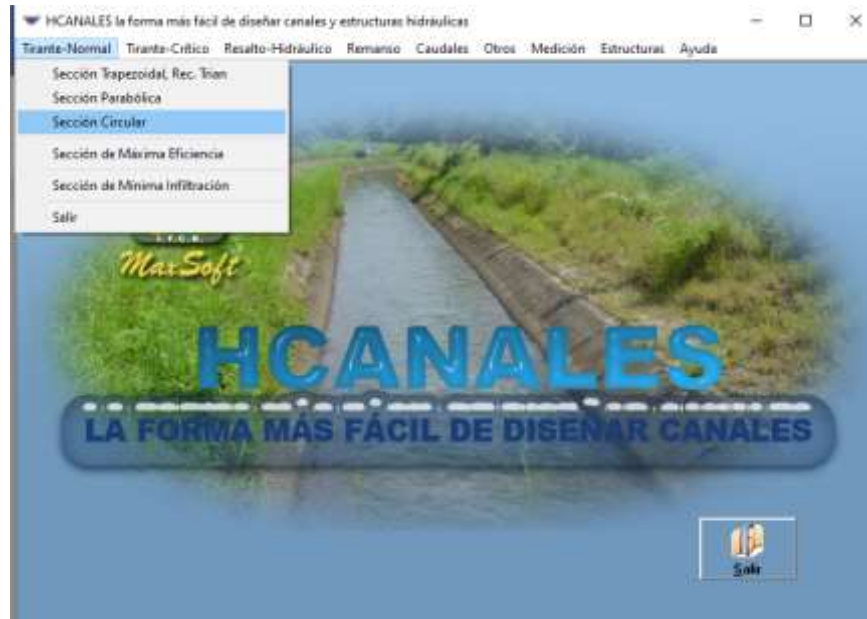 HCANALES la forma más fácil de diseñar canales y estructuras hidráulicas
Tirante-Normal Tirante-Crítico Resalto-Hidráulico Remanso Caudales Otros Medición Estructuras Ayuda
Sección Trapezoidal, Rec. Trian
Sección Parabólica
Sección Circular
Sección de Máxima Eficiencia
Sección de Mínima Infiltración
Salir
MaxSoft
HCANALES
LA FORMA MÁS FÁCIL DE DISEÑAR CANALES
Salir